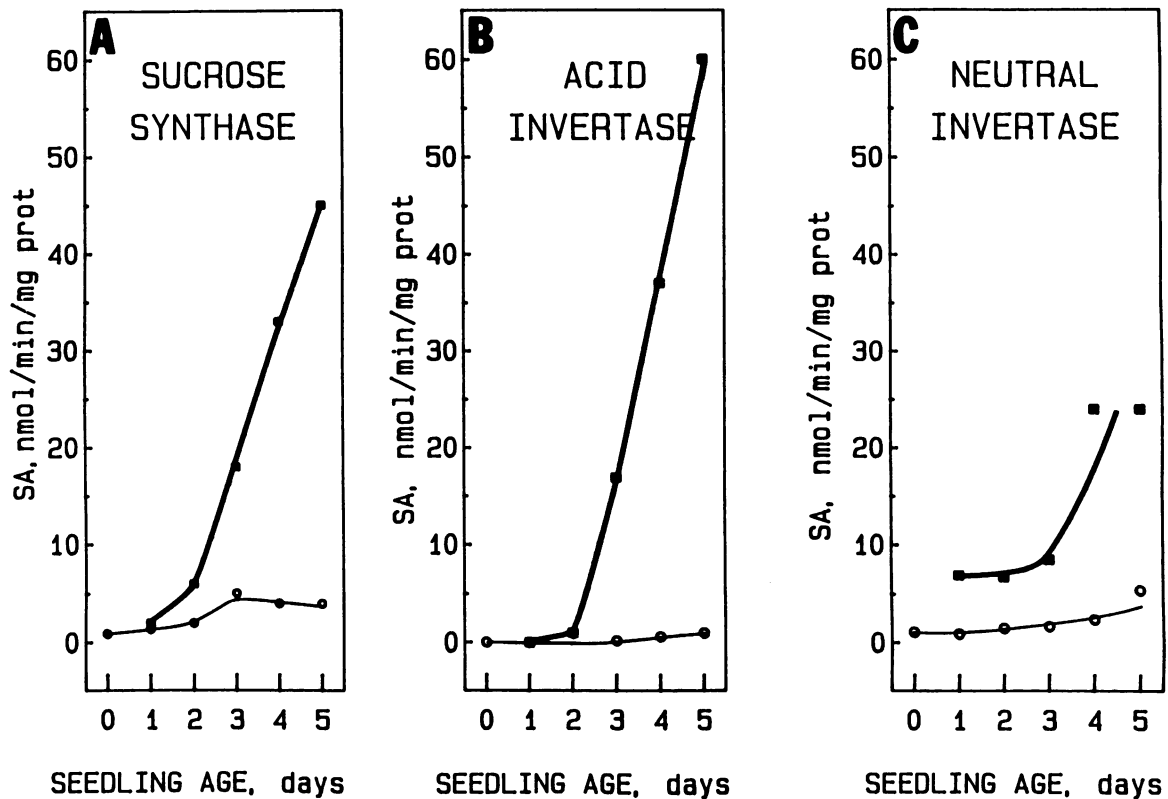 A
SUCROSE
SYNTHASE
60
50
40
30
20
10
0
SA, nmol/min/mg prot
0 1 2 3 4 5
SEEDLING AGE, days
B
ACID
INVERTASE
60
50
40
30
20
10
0
SA, nmol/min/mg prot
0 1 2 3 4 5
SEEDLING AGE, days
C
NEUTRAL
INVERTASE
60
50
40
30
20
10
0
SA, nmol/min/mg prot
0 1 2 3 4 5
SEEDLING AGE, days